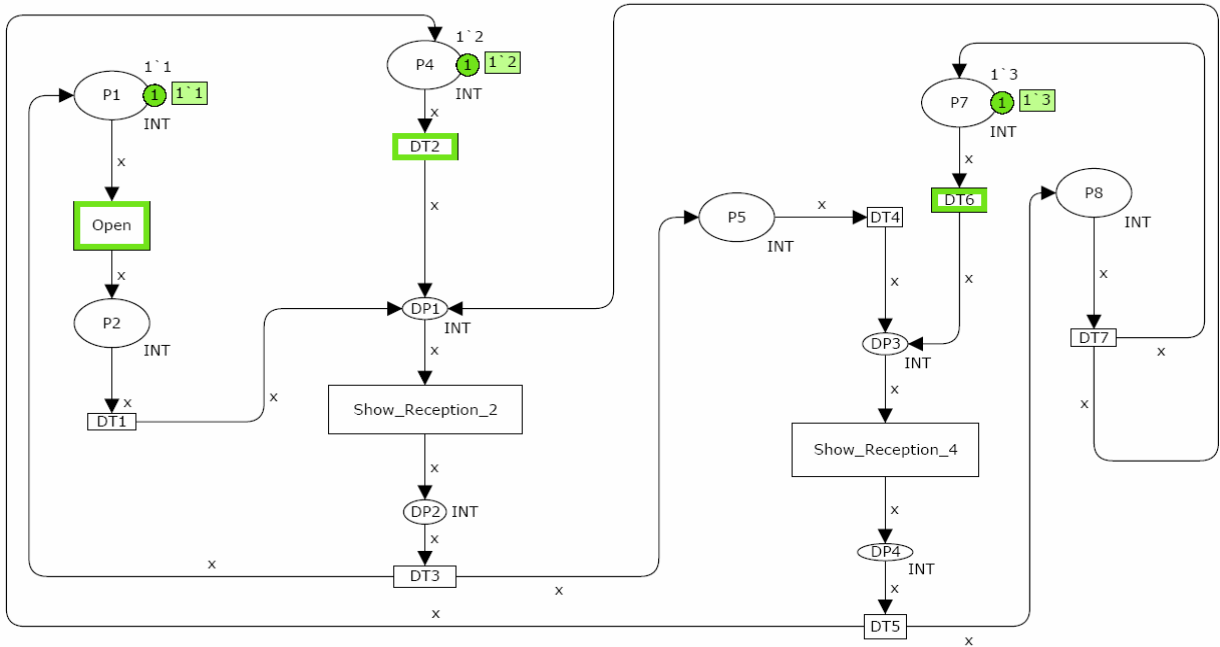 1`2
P4
1
1`2
INT
x
DT2
x
1`1
P1
1
1`1
INT
x
Open
x
P2
INT
x
DT1
x
DP1
INT
x
Show_Reception_2
x
DP2
INT
x
DT3
x
x
x
P5
INT
x
DT4
x
1`3
P7
1
1`3
INT
x
DT6
x
DP3
INT
x
Show_Reception_4
x
DP4
INT
x
DT5
x
P8
INT
x
DT7
x
x